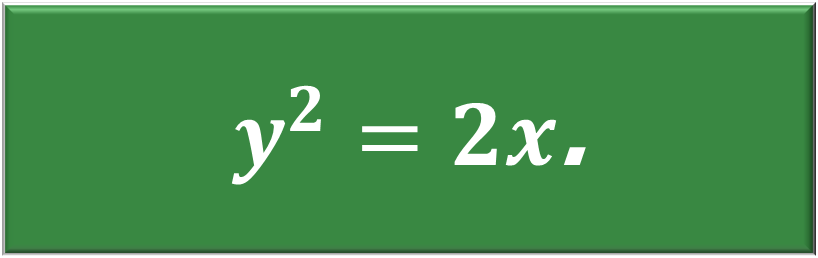 y² = 2x.